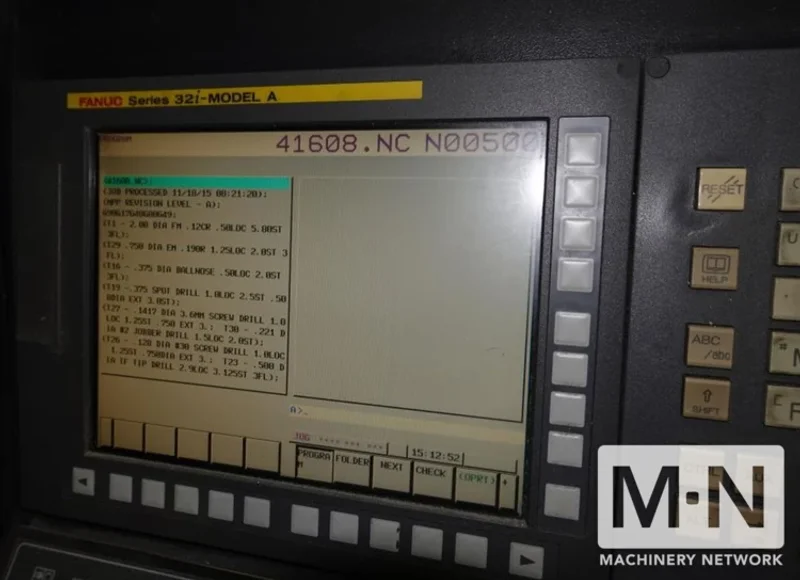 FANUC Series 32i-MODEL A
PROGRAM
41608.NC N00500
(JOB PROCESSED 11/18/15 08:21:20);
(NPP REVISION LEVEL - A);
(T1 - 2.00 DIA FM .12CR .50LOC 5.00ST
3FL);
(T29 .750 DIA EM .190R 1.25LOC 2.0ST 3
FL);
(T16 - .375 DIA BALLNOSE .50LOC 2.0ST
3FL);
(T19 -.375 SPOT DRILL 1.0LOC 2.5ST .50
0DIA EXT 3.0ST);
(T27 - .1417 DIA 3.6MM SCREW DRILL 1.0
LOC 1.25ST .750 EXT 3.; T30 - .221 D
IA #2 JOBBER DRILL 1.5LOC 2.0ST);
(T26 - .128 DIA #30 SCREW DRILL 1.0LOC
1.25ST .750DIA EXT 3.; T23 - .500 D
IA TF TIP DRILL 2.9LOC 3.125ST 3FL);
A>_
JOG **** *** ***
15:12:52
PROGRA
M
FOLDER
NEXT
CHECK
(OPRT)
+
RESET
HELP
ABC
/abc
SHIFT
M·N
MACHINERY NETWORK